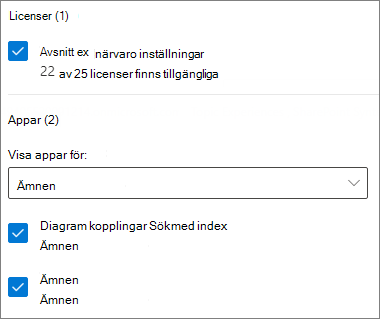 Licenser (1)
Avsnitt ex närvaro inställningar
22 av 25 licenser finns tillgängliga
Appar (2)
Visa appar för:
Ämnen
Diagram kopplingar Sökmed index
Ämnen
Ämnen
Ämnen